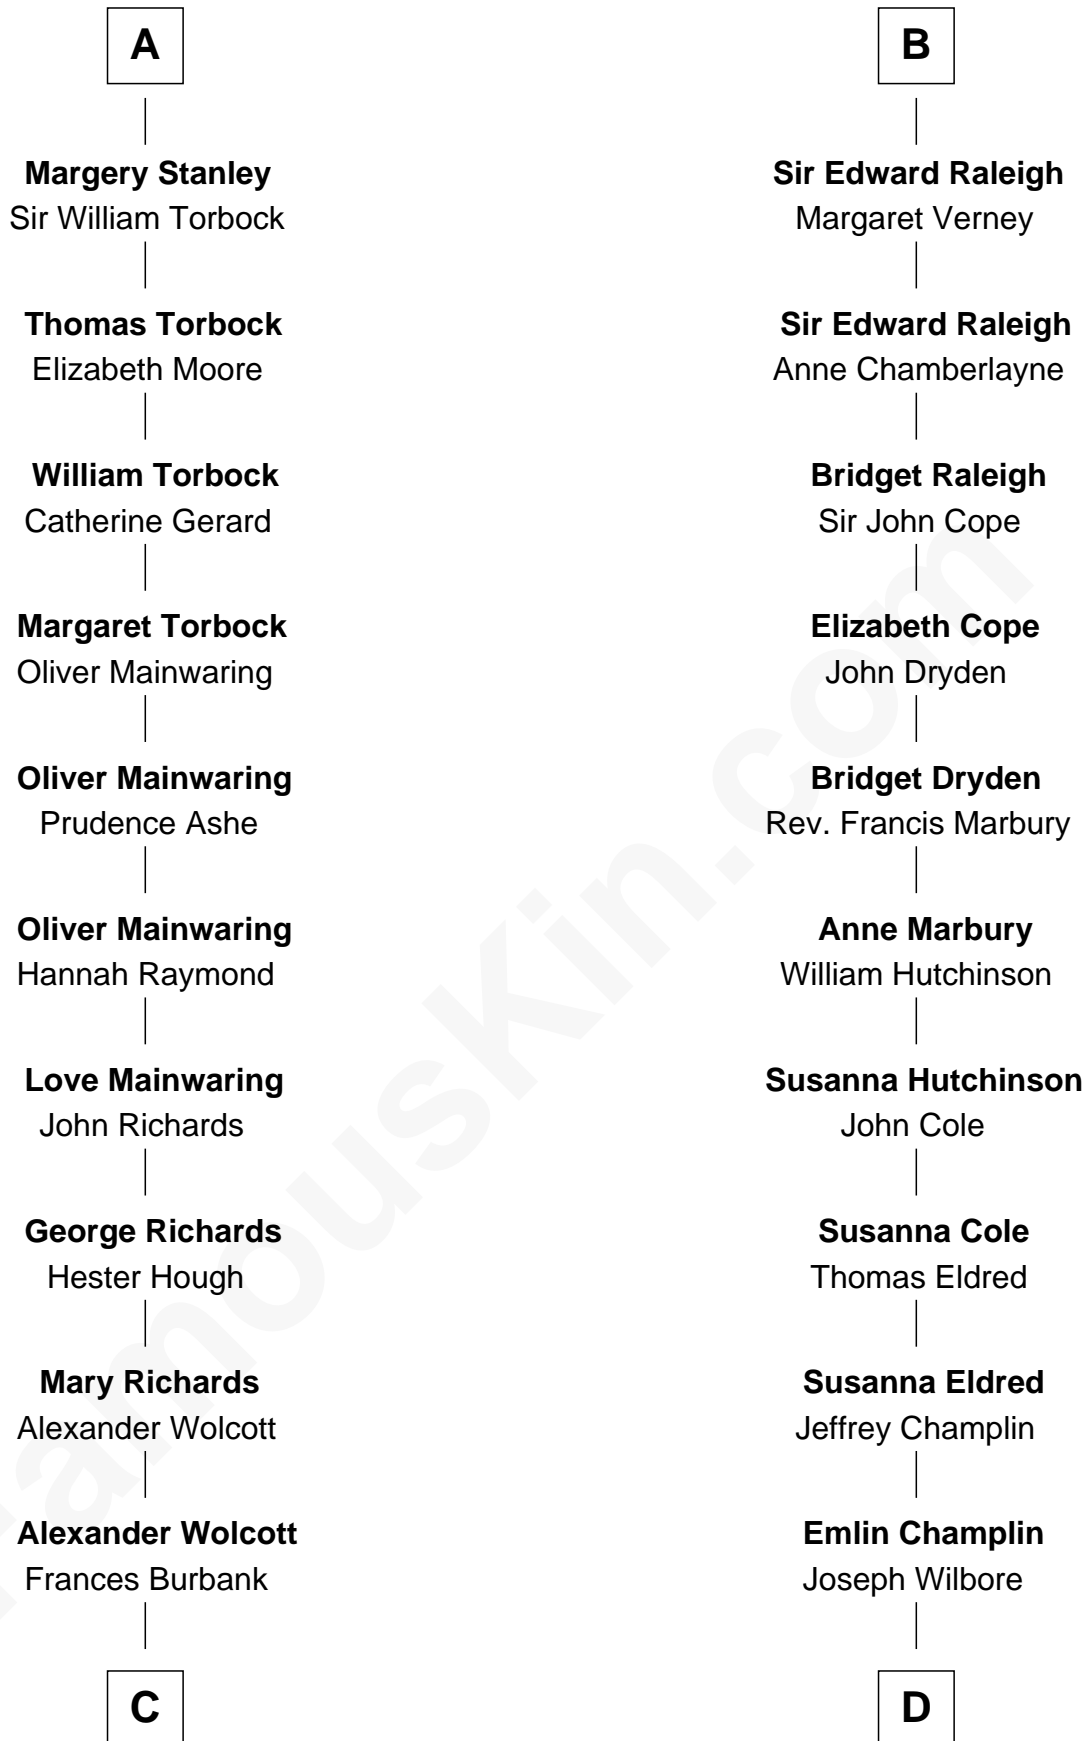 A
Margery Stanley
Sir William Torbock
Thomas Torbock
Elizabeth Moore
William Torbock
Catherine Gerard
Margaret Torbock
Oliver Mainwaring
Oliver Mainwaring
Prudence Ashe
Oliver Mainwaring
Hannah Raymond
Love Mainwaring
John Richards
George Richards
Hester Hough
Mary Richards
Alexander Wolcott
Alexander Wolcott
Frances Burbank
C
B
Sir Edward Raleigh
Margaret Verney
Sir Edward Raleigh
Anne Chamberlayne
Bridget Raleigh
Sir John Cope
Elizabeth Cope
John Dryden
Bridget Dryden
Rev. Francis Marbury
Anne Marbury
William Hutchinson
Susanna Hutchinson
John Cole
Susanna Cole
Thomas Eldred
Susanna Eldred
Jeffrey Champlin
Emlin Champlin
Joseph Wilbore
D
FamousKin.com